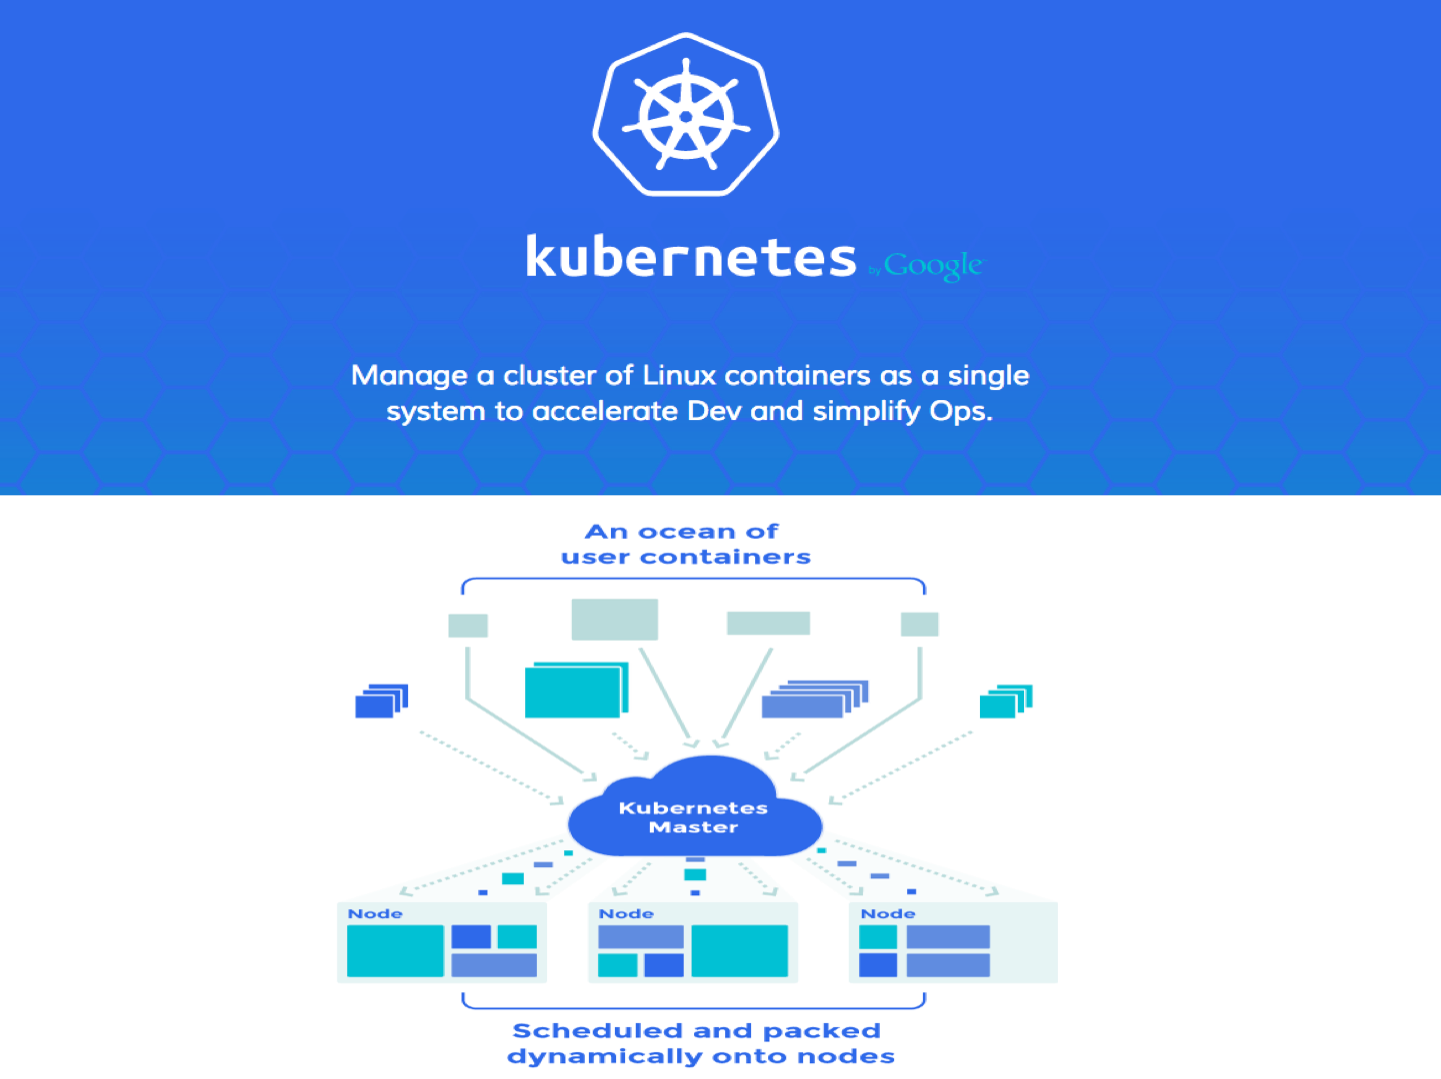 kubernetes by Google
Manage a cluster of Linux containers as a single
system to accelerate Dev and simplify Ops.
An ocean of
user containers
Kubernetes
Master
Node
Node
Node
Scheduled and packed
dynamically onto nodes